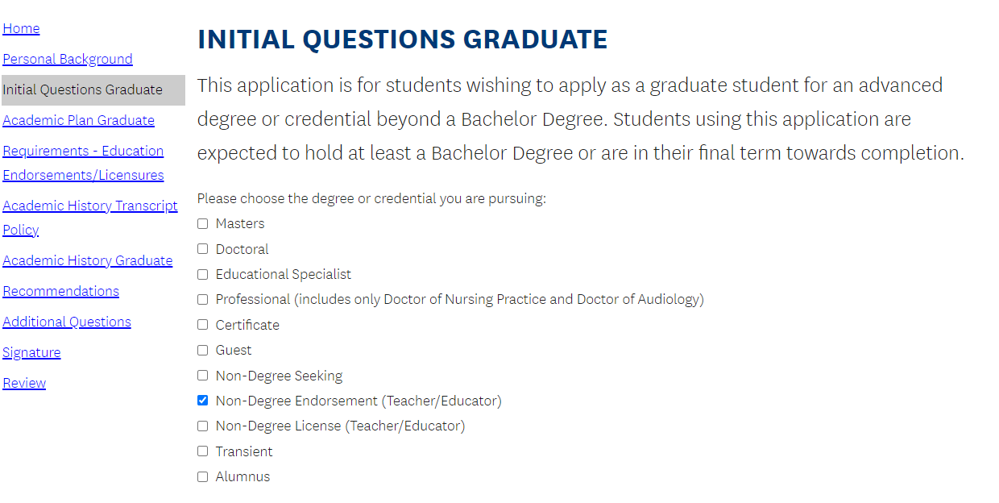 Home
Personal Background
Initial Questions Graduate
Academic Plan Graduate
Requirements - Education
Endorsements/Licensures
Academic History Transcript
Policy
Academic History Graduate
Recommendations
Additional Questions
Signature
Review
INITIAL QUESTIONS GRADUATE
This application is for students wishing to apply as a graduate student for an advanced
degree or credential beyond a Bachelor Degree. Students using this application are
expected to hold at least a Bachelor Degree or are in their final term towards completion.
Please choose the degree or credential you are pursuing:
Masters
Doctoral
Educational Specialist
Professional (includes only Doctor of Nursing Practice and Doctor of Audiology)
Certificate
Guest
Non-Degree Seeking
Non-Degree Endorsement (Teacher/Educator)
Non-Degree License (Teacher/Educator)
Transient
Alumnus